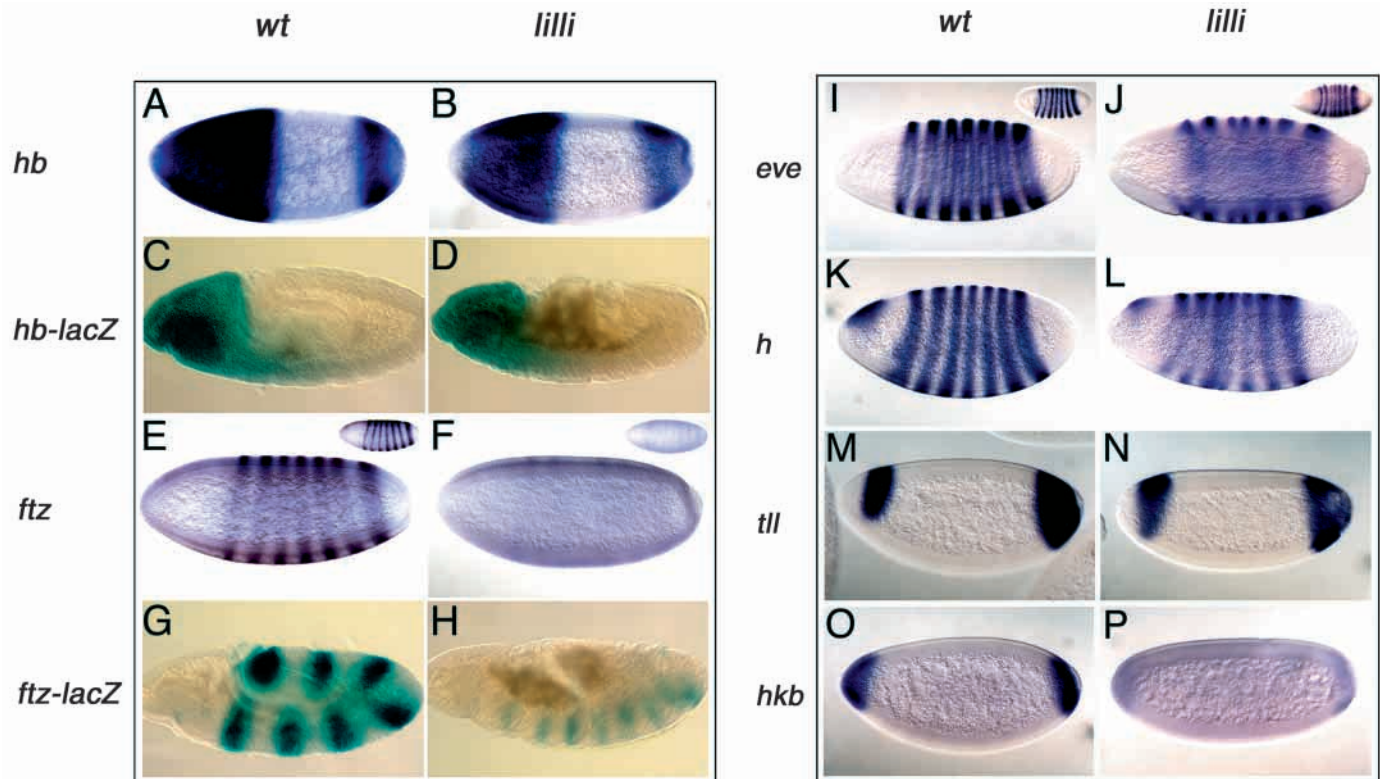 wt lilli wt lilli
A B I J
hb
eve
C D K L
hb-lacZ
h
E F M N
ftz
tll
G H O P
ftz-lacZ
hkb